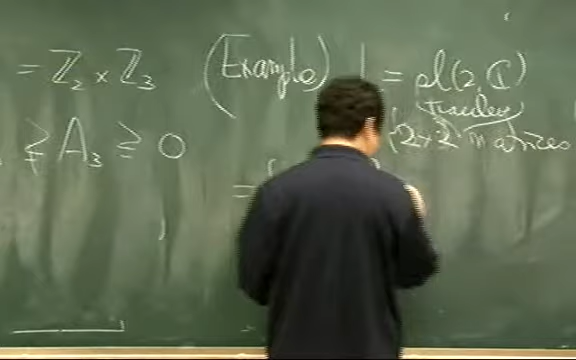 = ℤ₂ × ℤ₃
⪈ A₃ ≥ 0
(Example) = sl(2, ℂ)
traceless
2×2 matrices
=